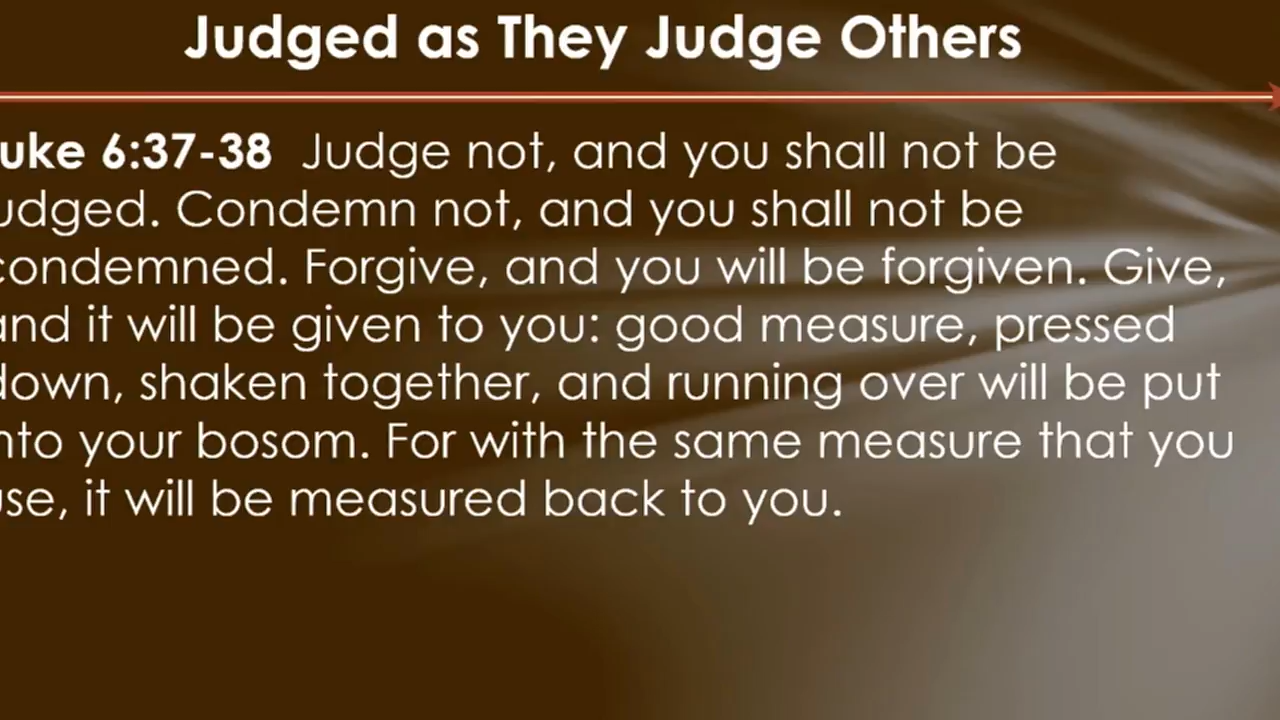 Judged as They Judge Others
uke 6:37-38 Judge not, and you shall not be
udged. Condemn not, and you shall not be
condemned. Forgive, and you will be forgiven. Give,
and it will be given to you: good measure, pressed
down, shaken together, and running over will be put
nto your bosom. For with the same measure that you
use, it will be measured back to you.